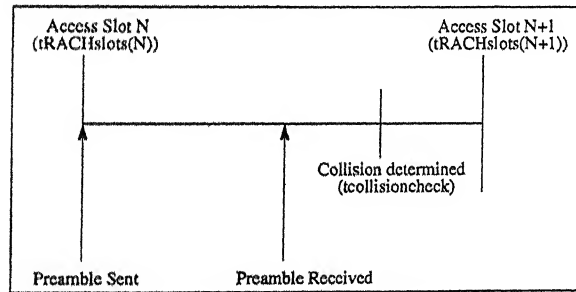 Access Slot N
(tRACHslots(N))
Access Slot N+1
(tRACHslots(N+1))
Collision determined
(tcollisioncheck)
Preamble Sent
Preamble Received